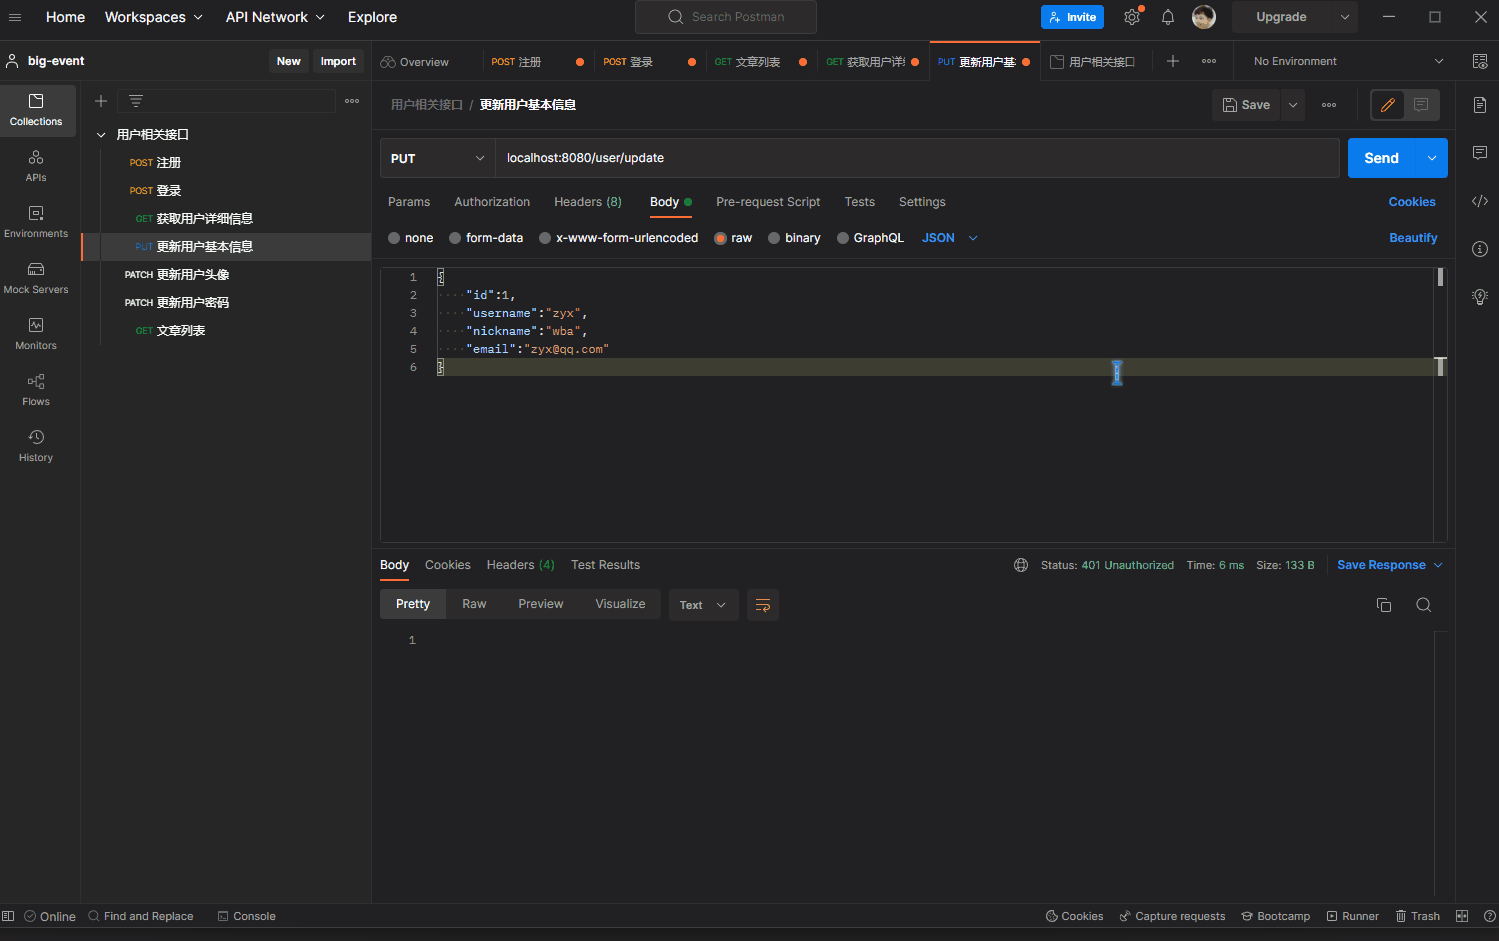 Home Workspaces API Network Explore Search Postman Invite Upgrade
big-event New Import Overview POST 注册 POST 登录 GET 文章列表 GET 获取用户详 PUT 更新用户基 用户相关接口 No Environment
Collections
APIs
Environments
Mock Servers
Monitors
Flows
History
用户相关接口
POST 注册
POST 登录
GET 获取用户详细信息
PUT 更新用户基本信息
PATCH 更新用户头像
PATCH 更新用户密码
GET 文章列表
用户相关接口 / 更新用户基本信息 Save
PUT localhost:8080/user/update Send
Params Authorization Headers (8) Body Pre-request Script Tests Settings Cookies
none form-data x-www-form-urlencoded raw binary GraphQL JSON Beautify
1 {
2 "id":1,
3 "username":"zyx",
4 "nickname":"wba",
5 "email":"zyx@qq.com"
6 }
Body Cookies Headers (4) Test Results Status: 401 Unauthorized Time: 6 ms Size: 133 B Save Response
Pretty Raw Preview Visualize Text
1
Online Find and Replace Console Cookies Capture requests Bootcamp Runner Trash